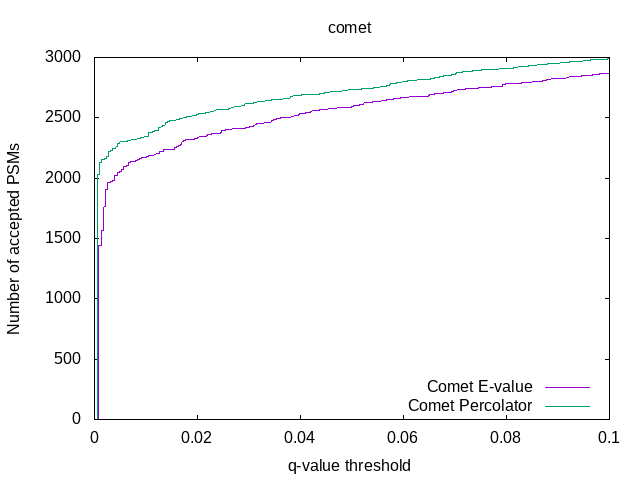 comet
Number of accepted PSMs
3000
2500
2000
1500
1000
500
0
Comet E-value
Comet Percolator
0 0.02 0.04 0.06 0.08 0.1
q-value threshold